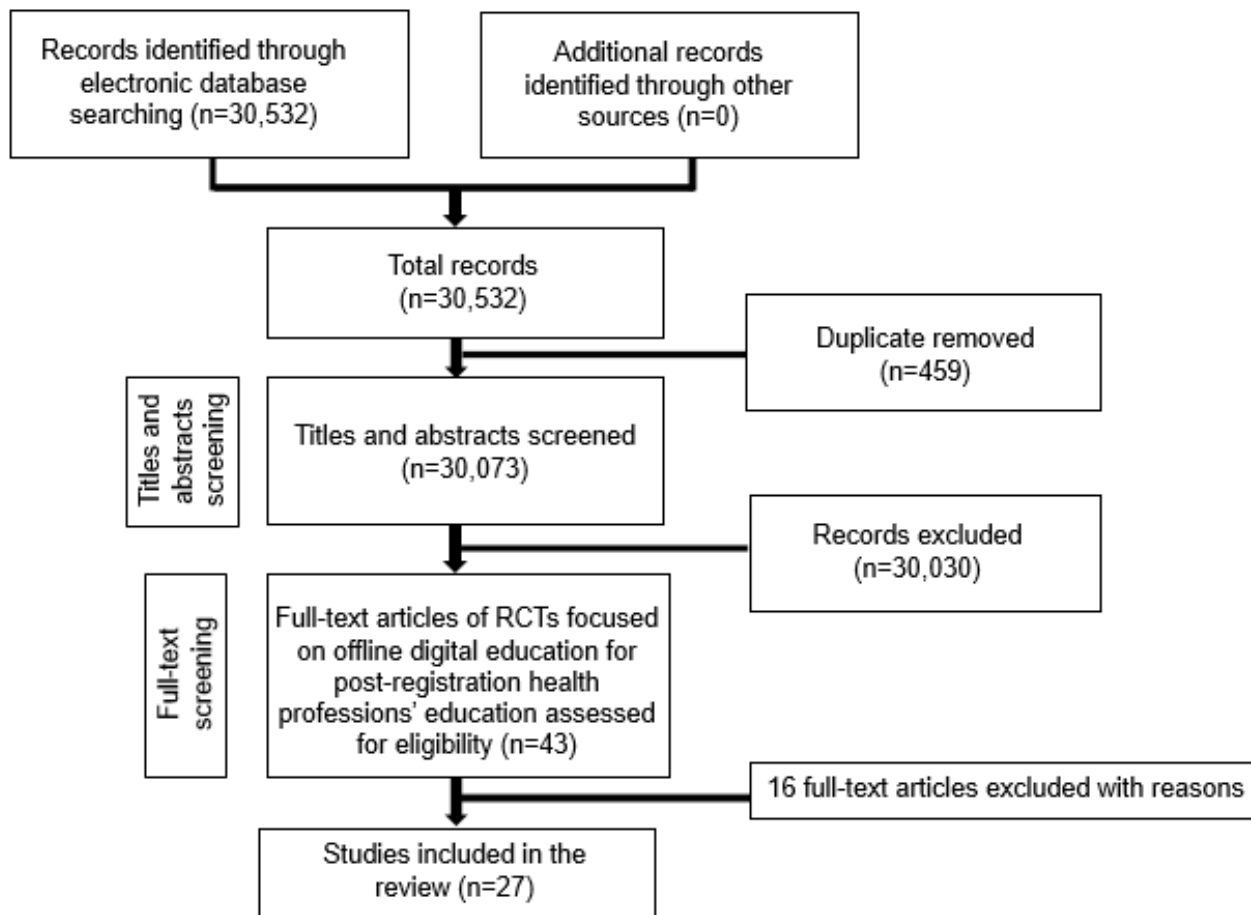 Records identified through
electronic database
searching (n=30,532)
Additional records
identified through other
sources (n=0)
Total records
(n=30,532)
Duplicate removed
(n=459)
Titles and
abstracts
screening
Titles and abstracts screened
(n=30,073)
Records excluded
(n=30,030)
Full-text
screening
Full-text articles of RCTs focused
on offline digital education for
post-registration health
professions’ education assessed
for eligibility (n=43)
16 full-text articles excluded with reasons
Studies included in the
review (n=27)